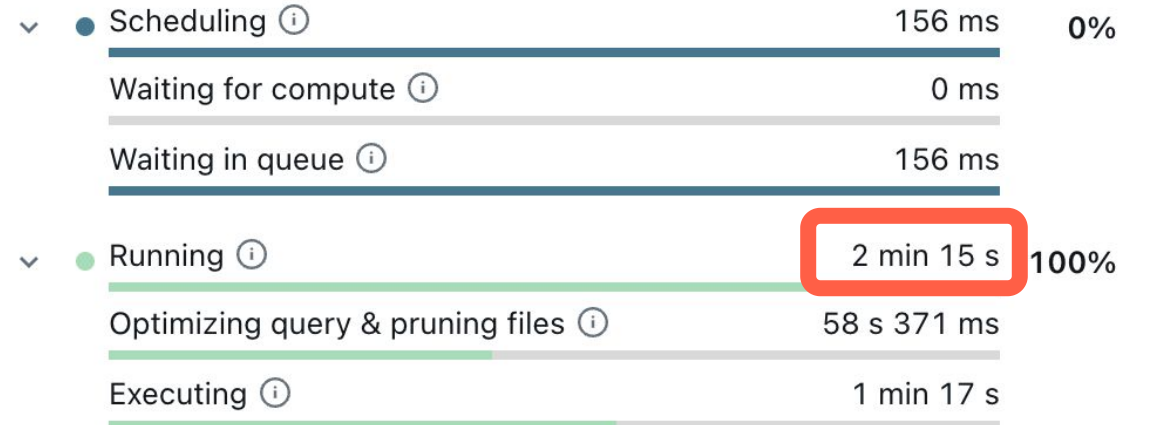 Scheduling 156 ms 0%
Waiting for compute 0 ms
Waiting in queue 156 ms
Running 2 min 15 s 100%
Optimizing query & pruning files 58 s 371 ms
Executing 1 min 17 s